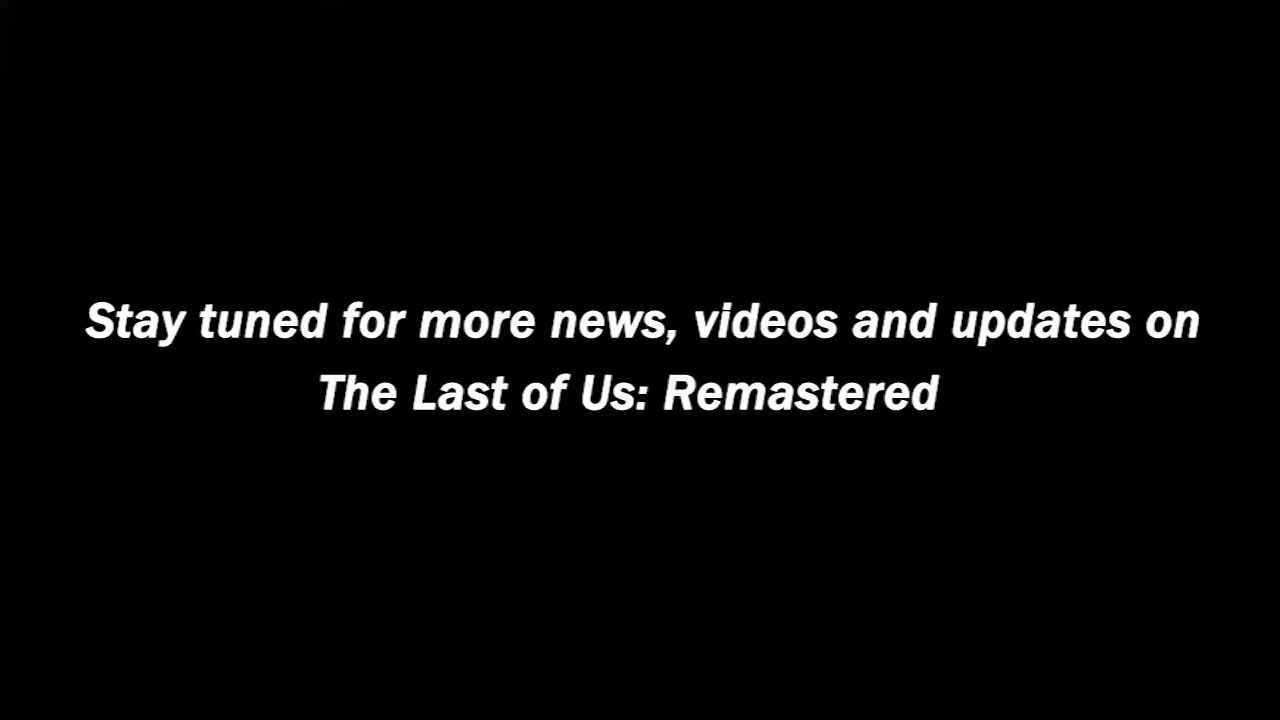 Stay tuned for more news, videos and updates on
The Last of Us: Remastered